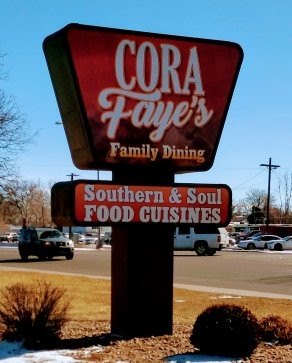 CORA
Faye's
Family Dining
Southern & Soul
FOOD CUISINES